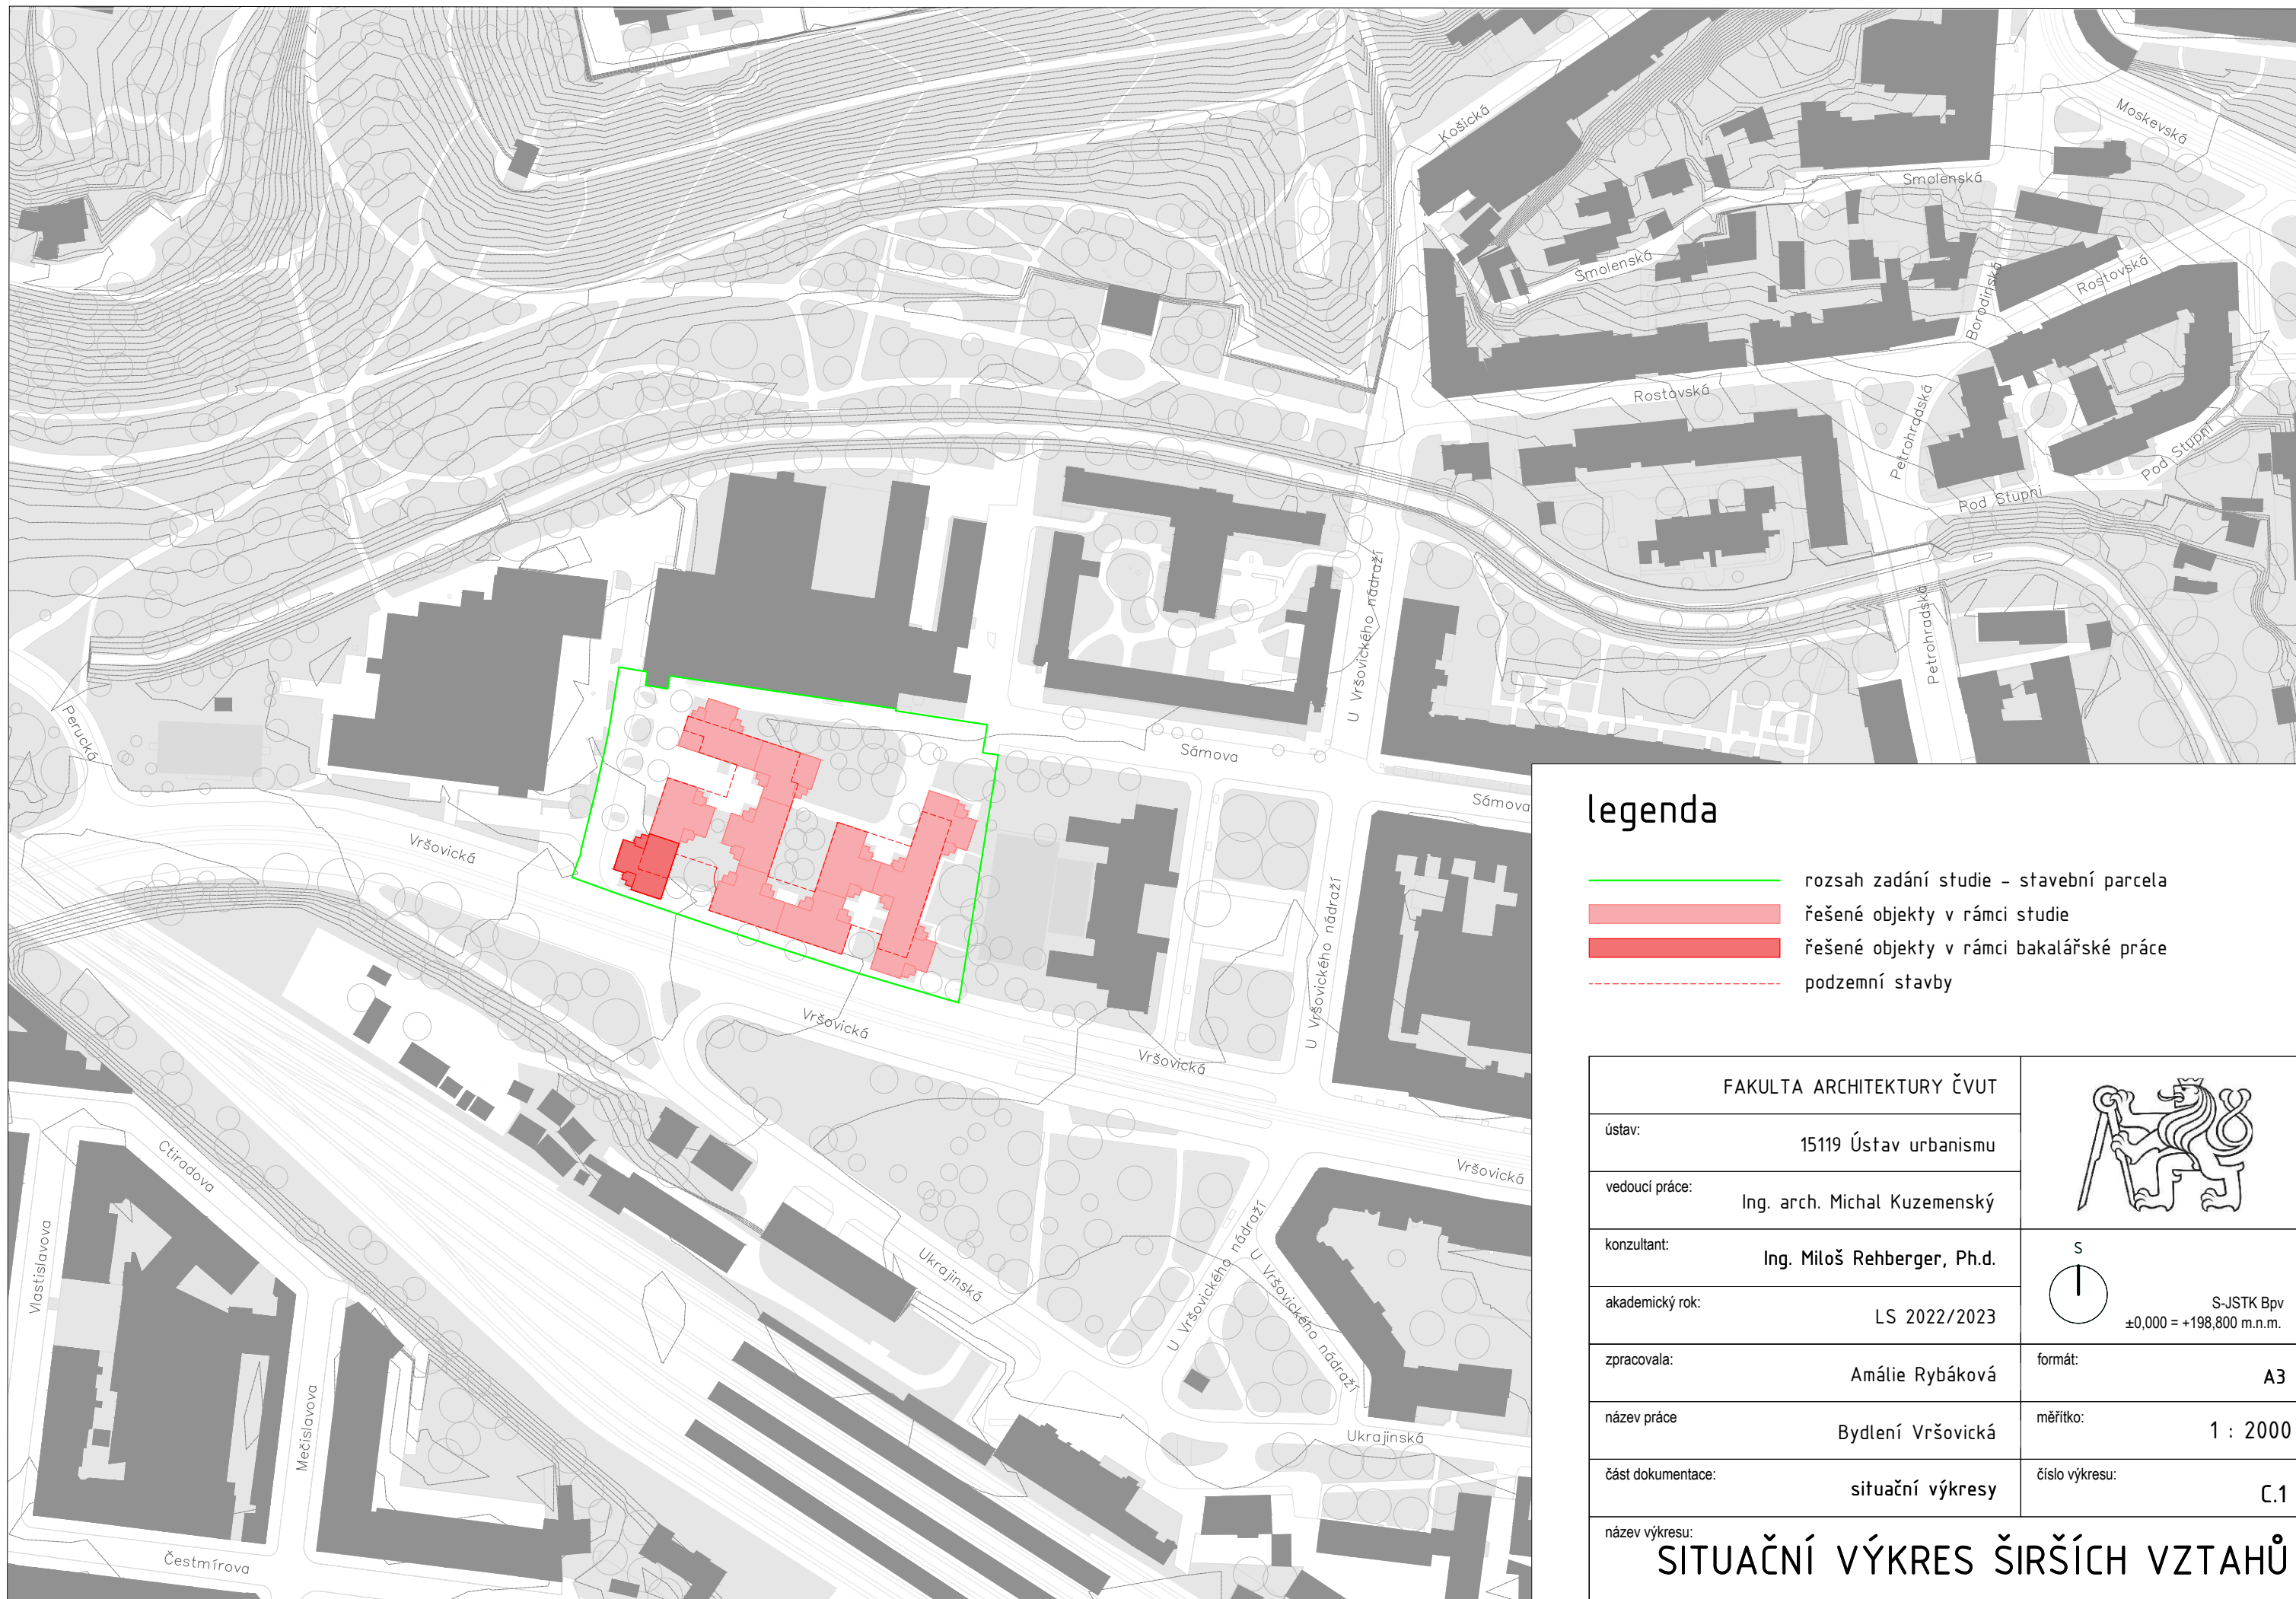 Košická
Moskevská
Smolenská
Smolenská
Borodinská
Rostovská
Rostovská
Petrohradská
Pod Stupni
Pod Stupni
U Vršovického nádraží
Petrohradská
Perucká
Sámova
Sámova
Vršovická
Vršovická
U Vršovického nádraží
Vršovická
Vršovická
Ctiradova
Vlastislavova
Ukrajinská
U Vršovického nádraží
U Vršovického nádraží
Mečislavova
Ukrajinská
Čestmírova
legenda
rozsah zadání studie - stavební parcela
řešené objekty v rámci studie
řešené objekty v rámci bakalářské práce
podzemní stavby
FAKULTA ARCHITEKTURY ČVUT
ústav:
15119 Ústav urbanismu
vedoucí práce:
Ing. arch. Michal Kuzemenský
konzultant:
Ing. Miloš Rehberger, Ph.d.
S
akademický rok:
LS 2022/2023
S-JSTK Bpv
±0,000 = +198,800 m.n.m.
zpracovala:
Amálie Rybáková
formát:
A3
název práce
Bydlení Vršovická
měřítko:
1 : 2000
část dokumentace:
situační výkresy
číslo výkresu:
C.1
název výkresu:
SITUAČNÍ VÝKRES ŠIRŠÍCH VZTAHŮ